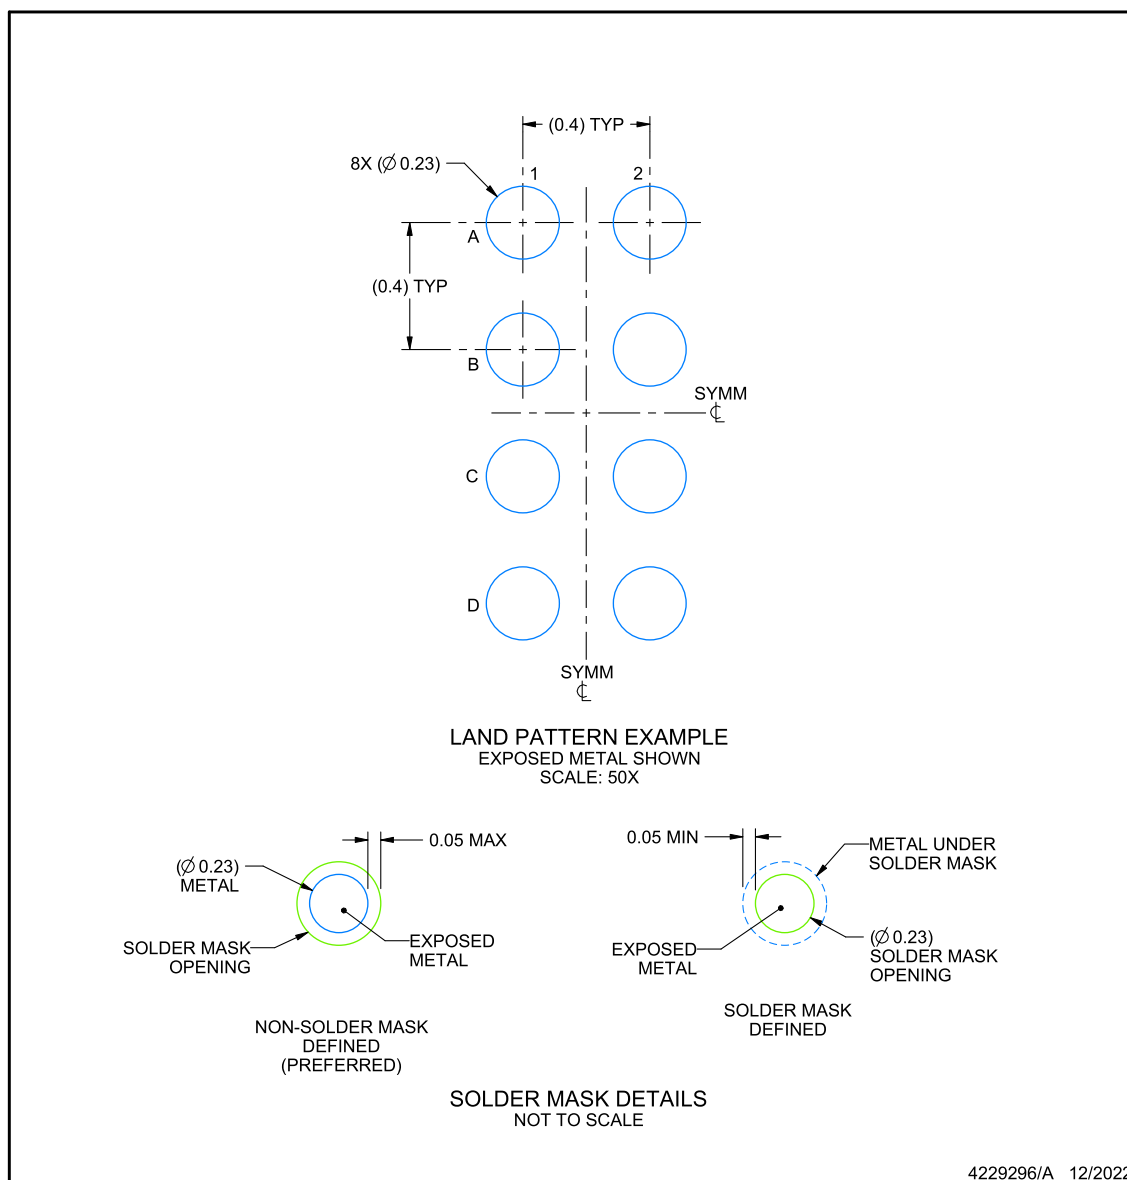 (0.4) TYP
8X (Ø 0.23)
1
2
A
(0.4) TYP
B
SYMM
℄
C
D
SYMM
℄
LAND PATTERN EXAMPLE
EXPOSED METAL SHOWN
SCALE: 50X
0.05 MAX
(Ø 0.23)
METAL
SOLDER MASK
OPENING
EXPOSED
METAL
NON-SOLDER MASK
DEFINED
(PREFERRED)
0.05 MIN
METAL UNDER
SOLDER MASK
EXPOSED
METAL
(Ø 0.23)
SOLDER MASK
OPENING
SOLDER MASK
DEFINED
SOLDER MASK DETAILS
NOT TO SCALE
4229296/A 12/2022